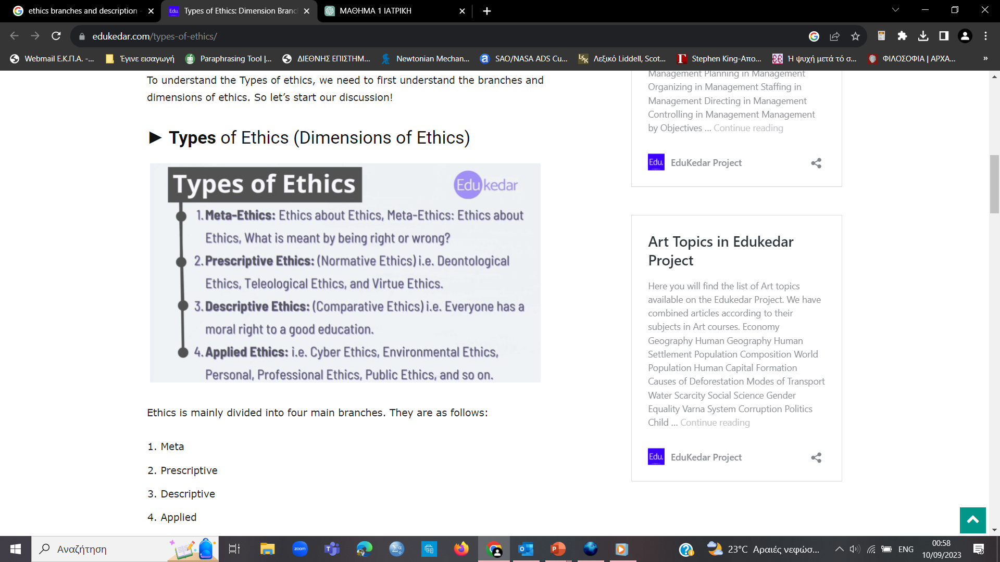 ethics branches and description -
Types of Ethics: Dimension Branc
ΜΑΘΗΜΑ 1 ΙΑΤΡΙΚΗ
edukedar.com/types-of-ethics/
Webmail Ε.Κ.Π.Α. -...
Έγινε εισαγωγή
Paraphrasing Tool |...
ΔΙΕΘΝΗΣ ΕΠΙΣΤΗΜ...
Newtonian Mechan...
SAO/NASA ADS Cu...
Λεξικό Liddell, Scot...
Stephen King-Απο...
Ἡ ψυχή μετά τό σ...
ΦΙΛΟΣΟΦΙΑ | ΑΡΧΑ...
»
To understand the Types of ethics, we need to first understand the branches and
dimensions of ethics. So let’s start our discussion!
► Types of Ethics (Dimensions of Ethics)
Types of Ethics
Edukedar
1. Meta-Ethics: Ethics about Ethics, Meta-Ethics: Ethics about
Ethics, What is meant by being right or wrong?
2. Prescriptive Ethics: (Normative Ethics) i.e. Deontological
Ethics, Teleological Ethics, and Virtue Ethics.
3. Descriptive Ethics: (Comparative Ethics) i.e. Everyone has a
moral right to a good education.
4. Applied Ethics: i.e. Cyber Ethics, Environmental Ethics,
Personal, Professional Ethics, Public Ethics, and so on.
Ethics is mainly divided into four main branches. They are as follows:
1. Meta
2. Prescriptive
3. Descriptive
4. Applied
Management Planning in Management
Organizing in Management Staffing in
Management Directing in Management
Controlling in Management Management
by Objectives ... Continue reading
Edu. EduKedar Project
Art Topics in Edukedar
Project
Here you will find the list of Art topics
available on the Edukedar Project. We have
combined articles according to their
subjects in Art courses. Economy
Geography Human Geography Human
Settlement Population Composition World
Population Human Capital Formation
Causes of Deforestation Modes of Transport
Water Scarcity Social Science Gender
Equality Varna System Corruption Politics
Child ... Continue reading
Edu. EduKedar Project
Αναζήτηση
zoom
23°C Αραιές νεφώσ...
ENG
00:58
10/09/2023